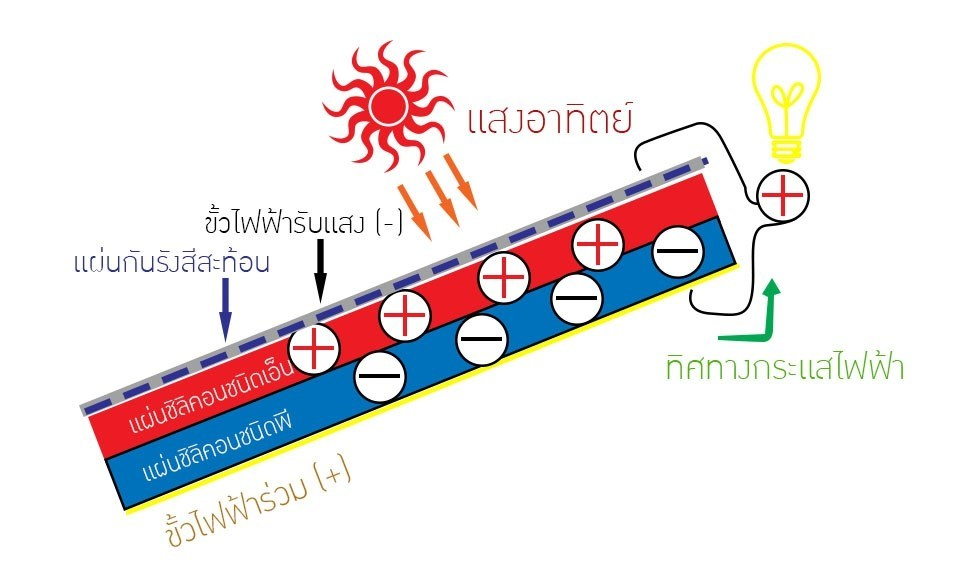 แสงอาทิตย์
ขั้วไฟฟ้ารับแสง (-)
แผ่นกันรังสีสะท้อน
แผ่นซิลิคอนชนิดเอ็น
แผ่นซิลิคอนชนิดพี
ขั้วไฟฟ้าร่วม (+)
ทิศทางกระแสไฟฟ้า